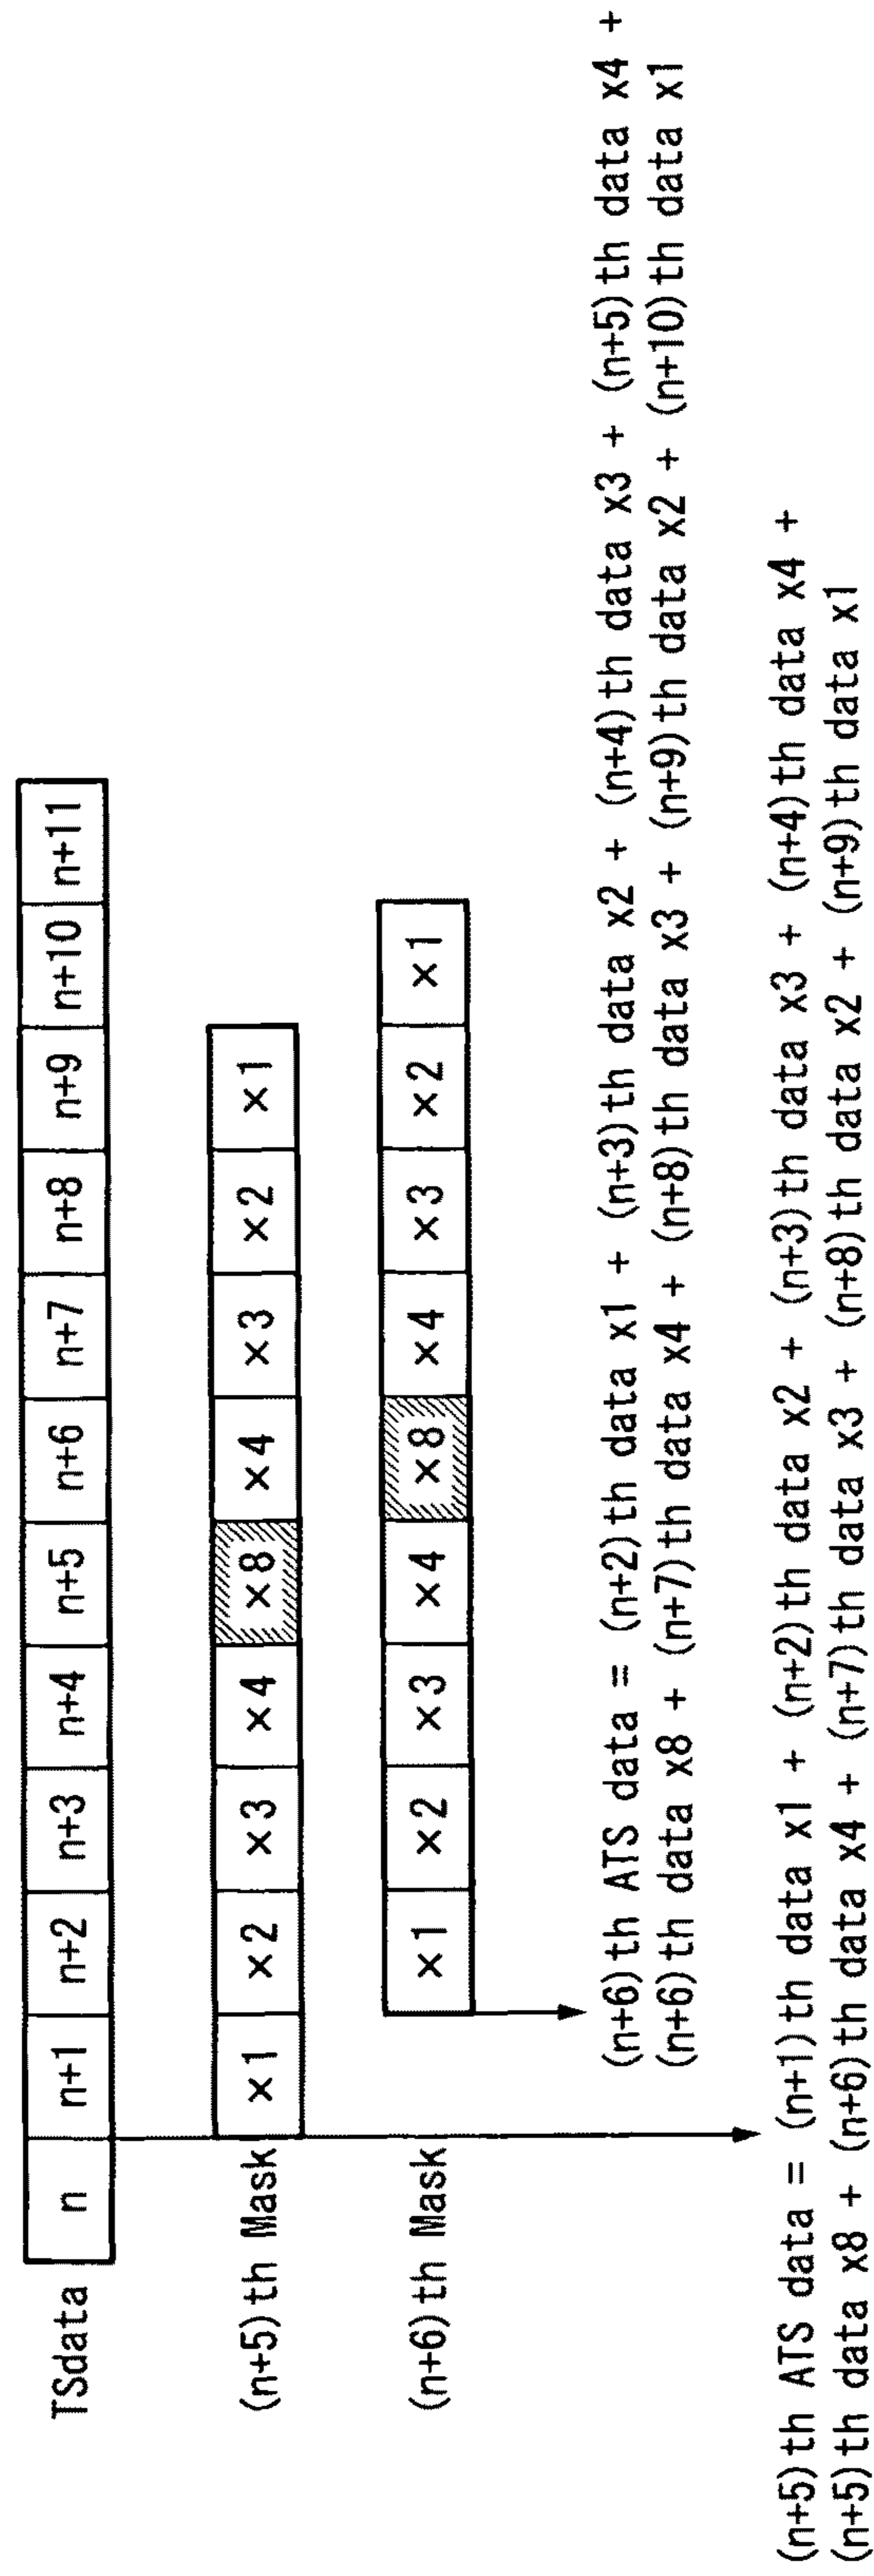 TSdata n n+1 n+2 n+3 n+4 n+5 n+6 n+7 n+8 n+9 n+10 n+11
(n+5)th Mask ×1 ×2 ×3 ×4 ×8 ×4 ×3 ×2 ×1
(n+6)th Mask ×1 ×2 ×3 ×4 ×8 ×4 ×3 ×2 ×1
(n+6)th ATS data = (n+2)th data x1 + (n+3)th data x2 + (n+4)th data x3 + (n+5)th data x4 +
(n+6)th data x8 + (n+7)th data x4 + (n+8)th data x3 + (n+9)th data x2 + (n+10)th data x1
(n+5)th ATS data = (n+1)th data x1 + (n+2)th data x2 + (n+3)th data x3 + (n+4)th data x4 +
(n+5)th data x8 + (n+6)th data x4 + (n+7)th data x3 + (n+8)th data x2 + (n+9)th data x1